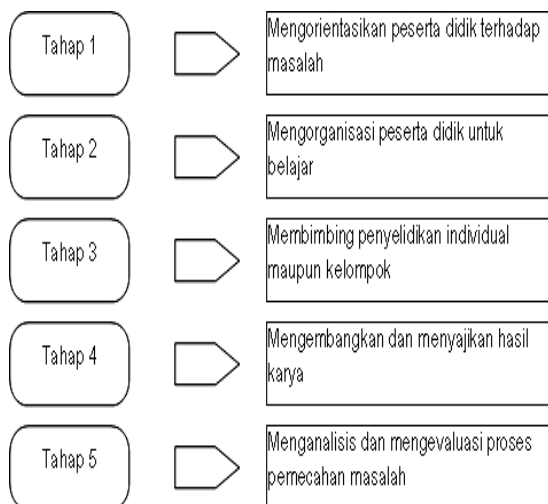 Tahap 1
Mengorientasikan peserta didik terhadap
masalah
Tahap 2
Mengorganisasi peserta didik untuk
belajar
Tahap 3
Membimbing penyelidikan individual
maupun kelompok
Tahap 4
Mengembangkan dan menyajikan hasil
karya
Tahap 5
Menganalisis dan mengevaluasi proses
pemecahan masalah